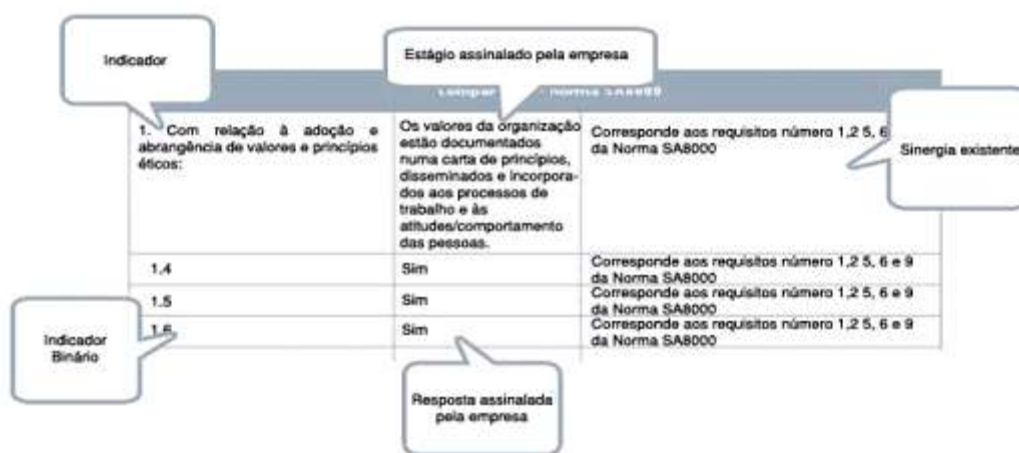 Indicador
Estágio assinalado pela empresa
norma SA8000
1. Com relação à adoção e
abrangência de valores e princípios
éticos:
Os valores da organização
estão documentados
numa carta de princípios,
disseminados e incorpora-
dos aos processos de
trabalho e às
atitudes/comportamento
das pessoas.
Corresponde aos requisitos número 1,2 5, 6
da Norma SA8000
Sinergia existente
1.4
Sim
Corresponde aos requisitos número 1,2 5, 6 e 9
da Norma SA8000
1.5
Sim
Corresponde aos requisitos número 1,2 5, 6 e 9
da Norma SA8000
1.6
Sim
Corresponde aos requisitos número 1,2 5, 6 e 9
da Norma SA8000
Indicador
Binário
Resposta assinalada
pela empresa